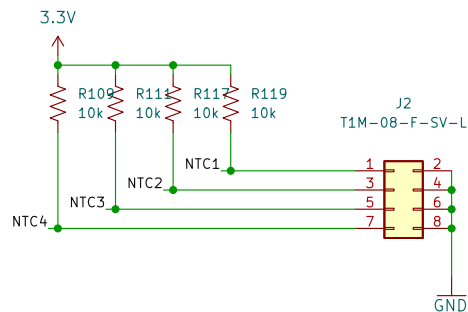 3.3V
R109 R111 R117 R119
10k 10k 10k 10k
J2
T1M-08-F-SV-L
NTC1 1 2
NTC2 3 4
NTC3 5 6
NTC4 7 8
GND